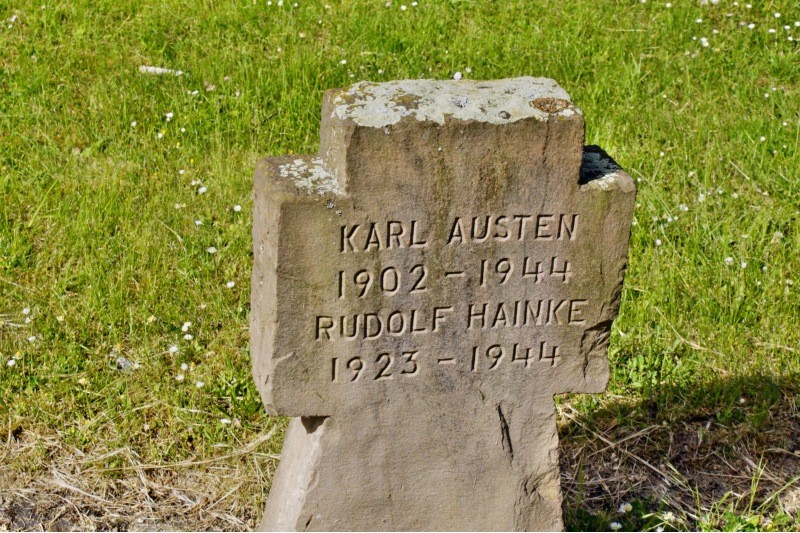 KARL AUSTEN
1902 - 1944
RUDOLF HAINKE
1923 - 1944